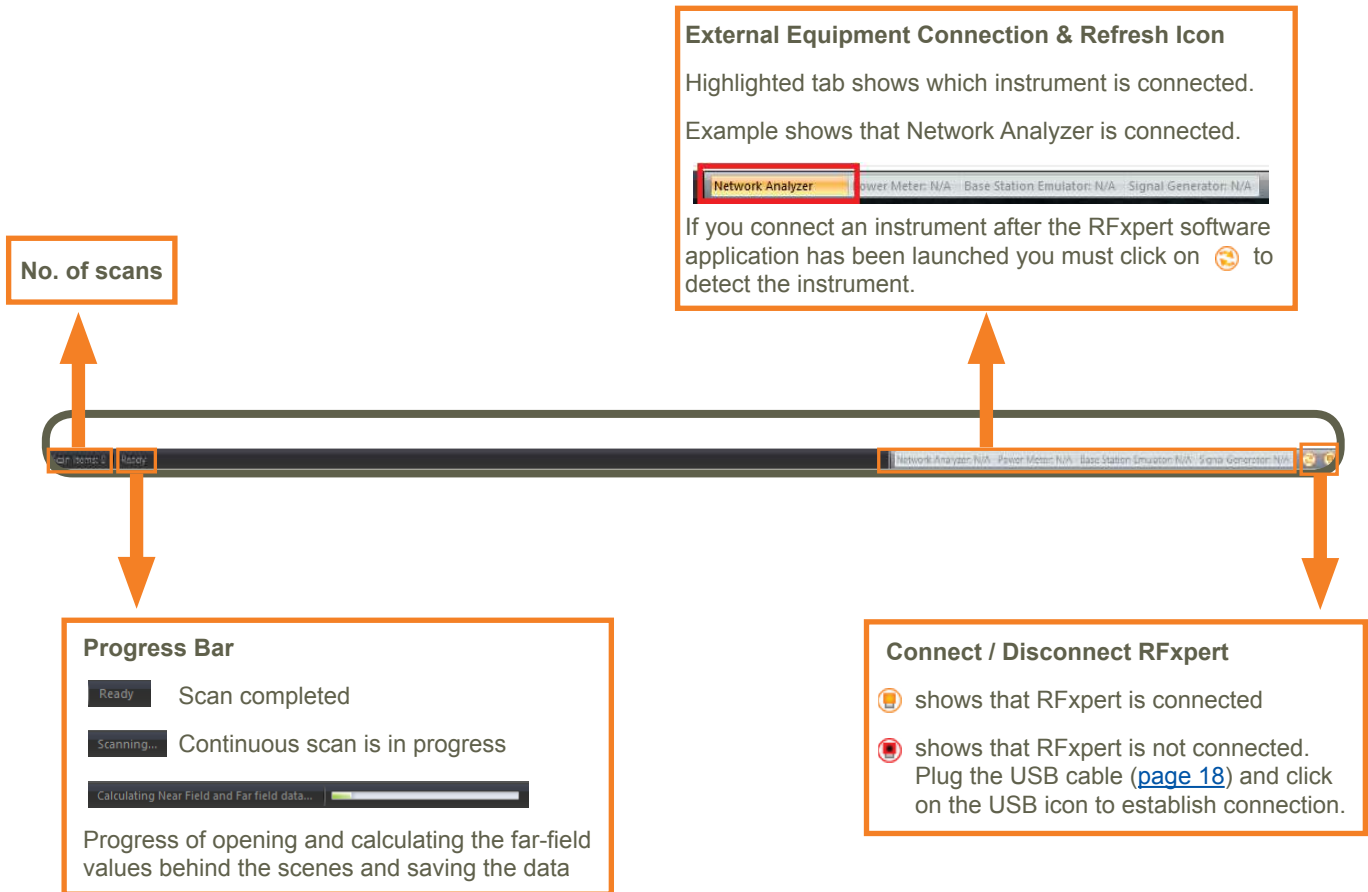 External Equipment Connection & Refresh Icon
Highlighted tab shows which instrument is connected.
Example shows that Network Analyzer is connected.
Network Analyzer ower Meter: N/A Base Station Emulator: N/A Signal Generator: N/A
If you connect an instrument after the RFxpert software
application has been launched you must click on to
detect the instrument.
No. of scans
can Items: 0 Ready
Network Analyzer: N/A Power Meter: N/A Base Station Emulator: N/A Signal Generator: N/A
Progress Bar
Ready Scan completed
Scanning... Continuous scan is in progress
Calculating Near Field and Far field data...
Progress of opening and calculating the far-field
values behind the scenes and saving the data
Connect / Disconnect RFxpert
shows that RFxpert is connected
shows that RFxpert is not connected.
Plug the USB cable (page 18) and click
on the USB icon to establish connection.